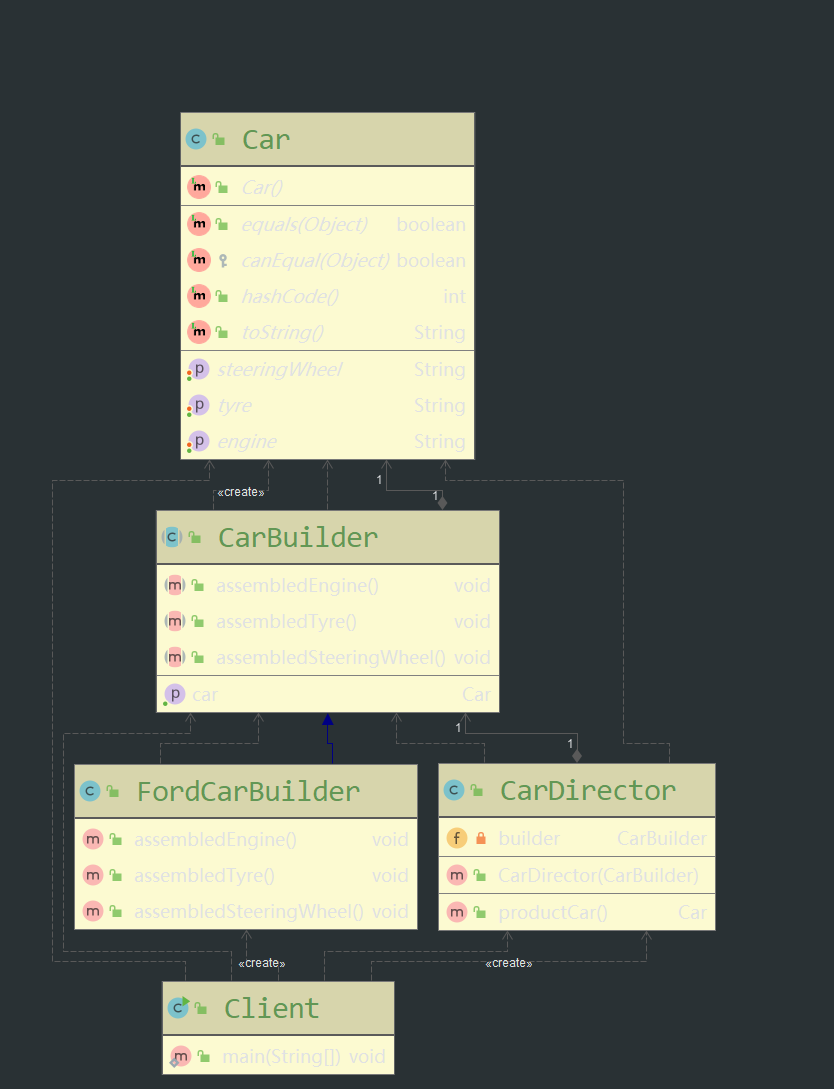 Car
Car()
equals(Object) boolean
canEqual(Object) boolean
hashCode() int
toString() String
steeringWheel String
tyre String
engine String
«create»
1
1
CarBuilder
assembledEngine() void
assembledTyre() void
assembledSteeringWheel() void
car Car
1
1
FordCarBuilder
assembledEngine() void
assembledTyre() void
assembledSteeringWheel() void
CarDirector
builder CarBuilder
CarDirector(CarBuilder)
productCar() Car
«create»
«create»
Client
main(String[]) void